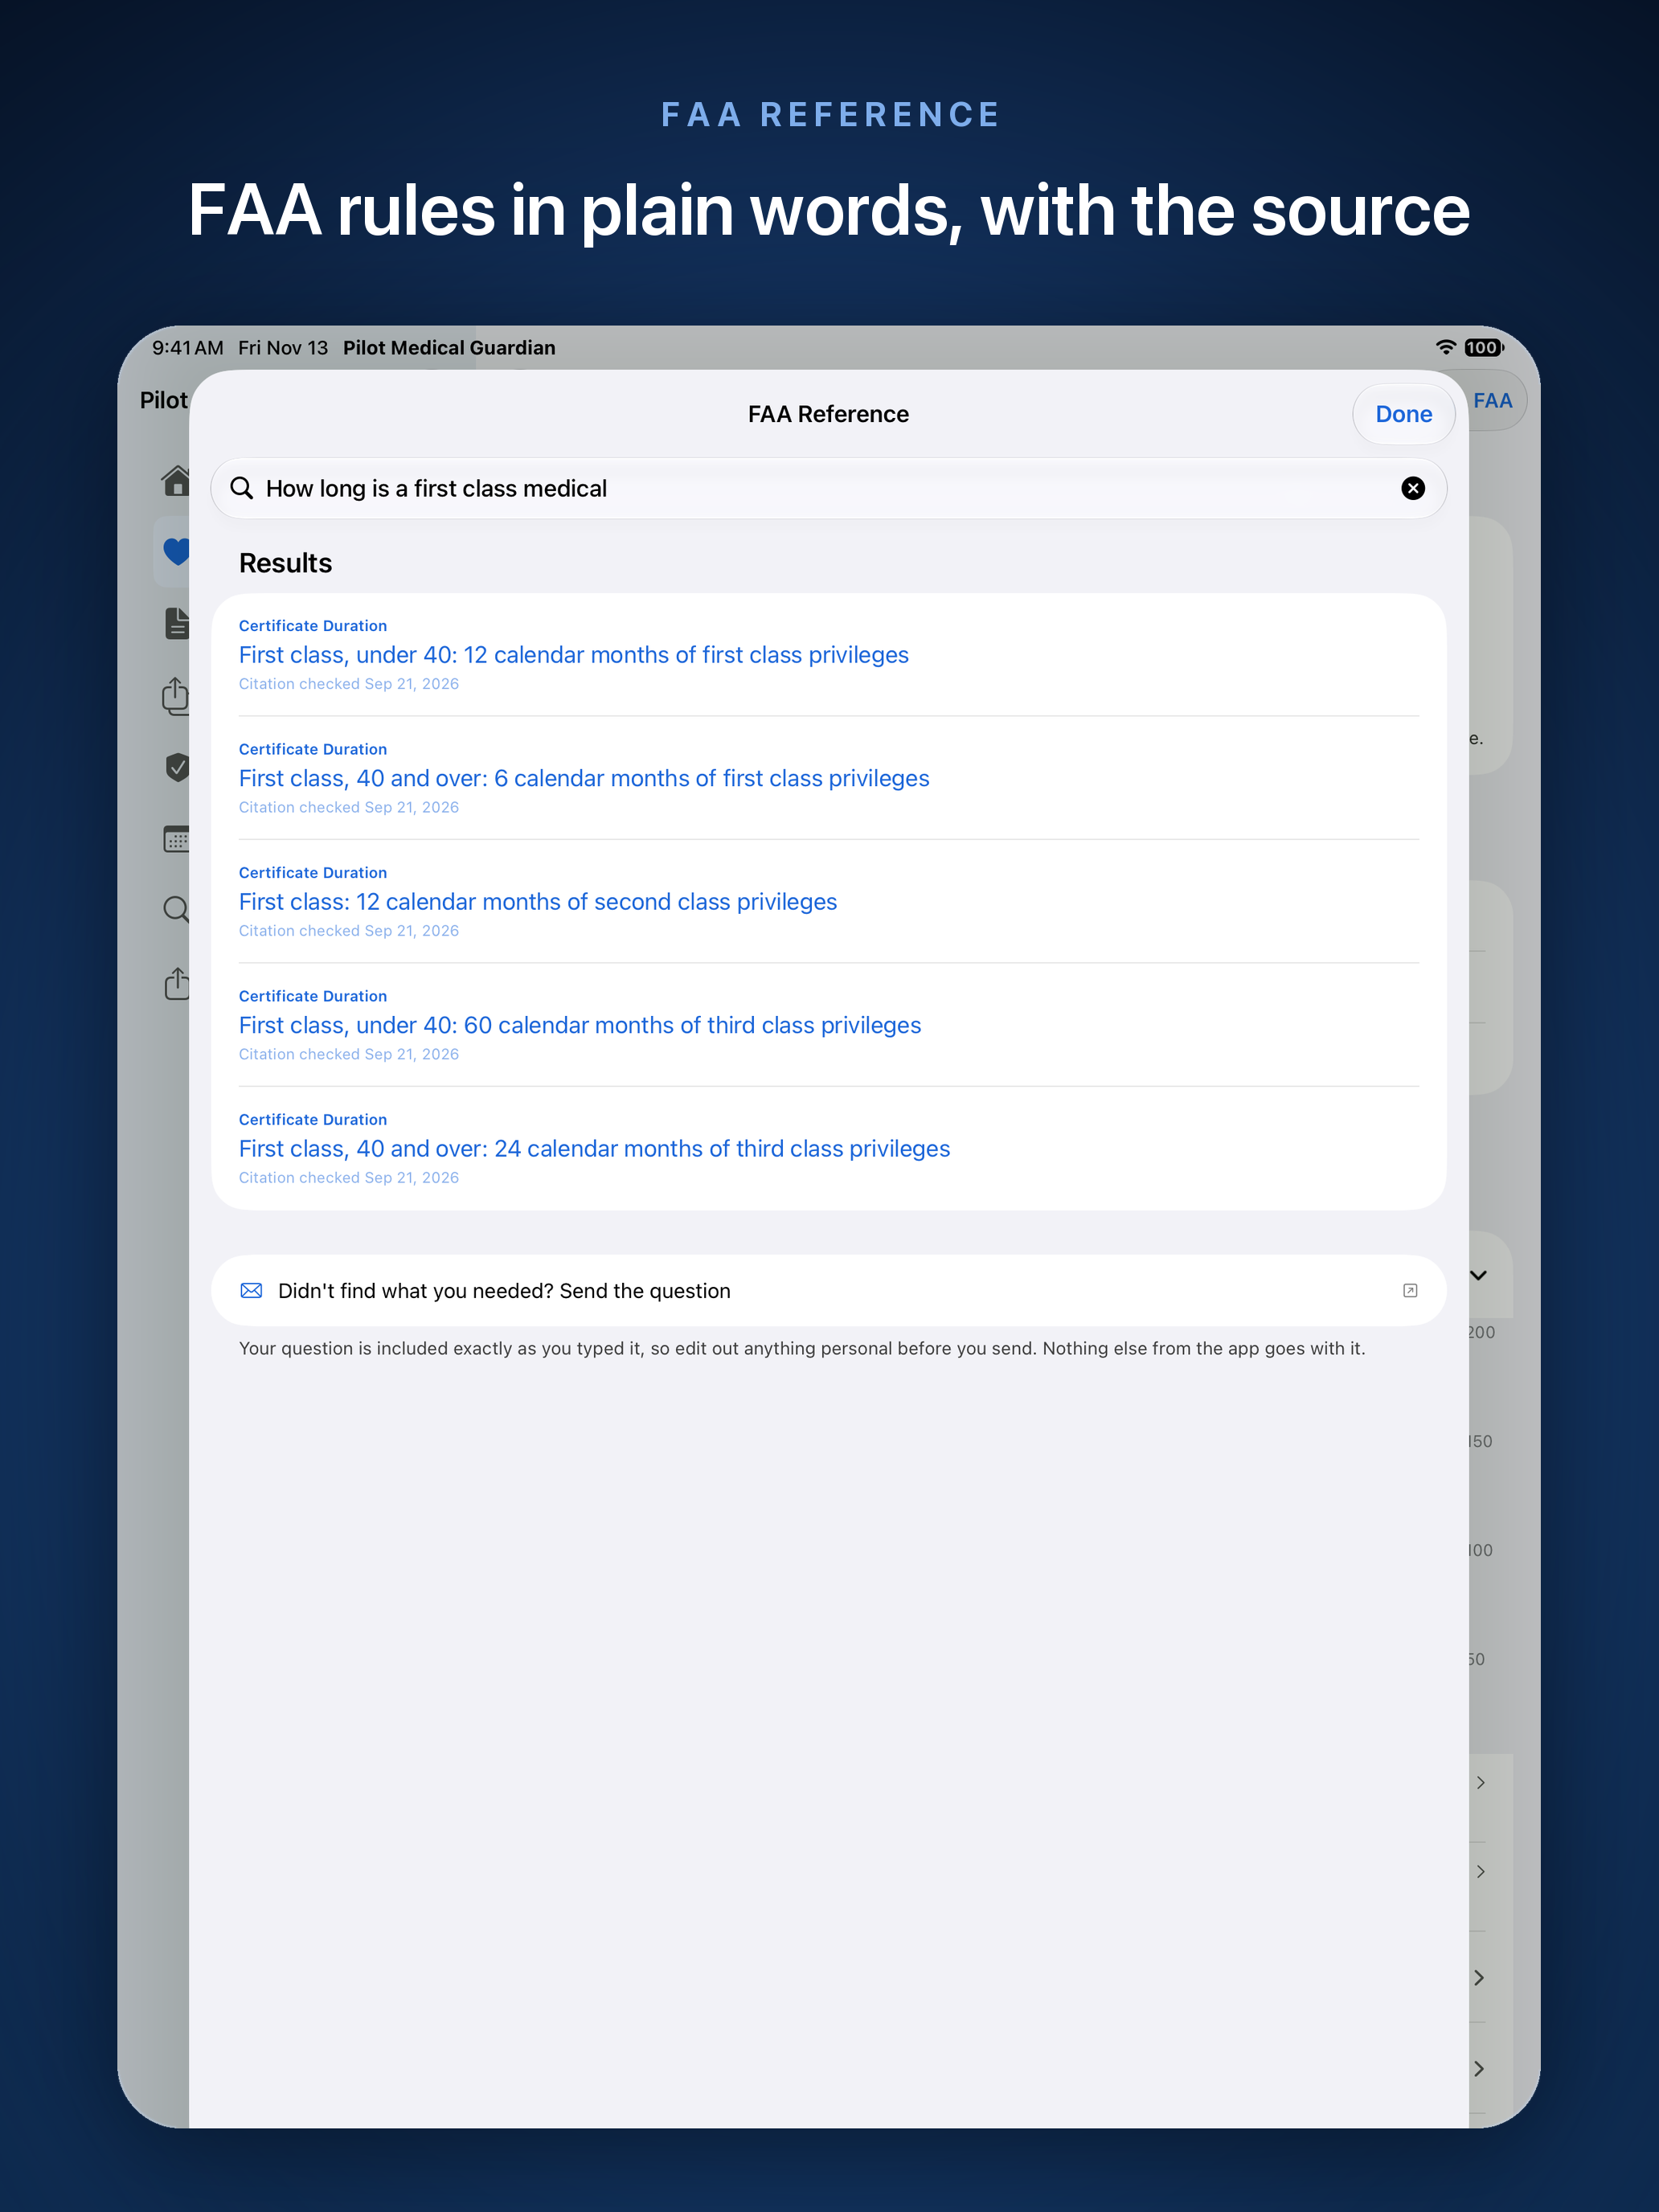 FAA REFERENCE
FAA rules in plain words, with the source
9:41 AM Fri Nov 13 Pilot Medical Guardian
100
Pilot
FAA Reference
Done
FAA
How long is a first class medical
Results
Certificate Duration
First class, under 40: 12 calendar months of first class privileges
Citation checked Sep 21, 2026
e.
Certificate Duration
First class, 40 and over: 6 calendar months of first class privileges
Citation checked Sep 21, 2026
Certificate Duration
First class: 12 calendar months of second class privileges
Citation checked Sep 21, 2026
Certificate Duration
First class, under 40: 60 calendar months of third class privileges
Citation checked Sep 21, 2026
Certificate Duration
First class, 40 and over: 24 calendar months of third class privileges
Citation checked Sep 21, 2026
Didn't find what you needed? Send the question
200
Your question is included exactly as you typed it, so edit out anything personal before you send. Nothing else from the app goes with it.
150
100
50